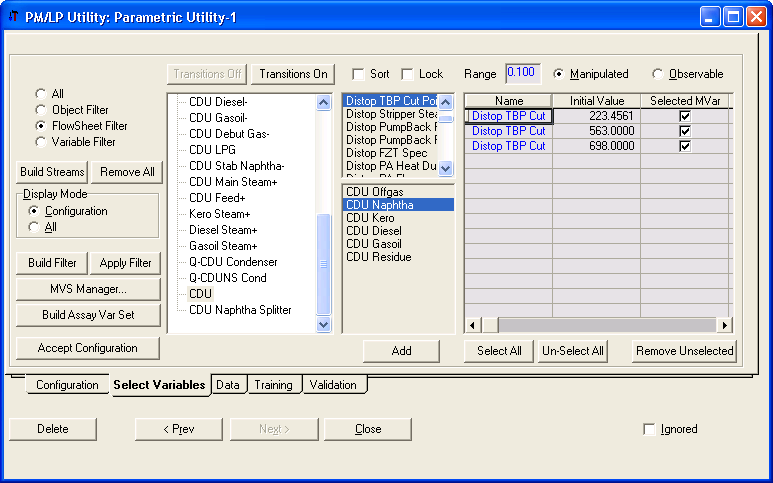 PM/LP Utility: Parametric Utility-1
All
Object Filter
FlowSheet Filter
Variable Filter
Build Streams
Remove All
Display Mode
Configuration
All
Build Filter
Apply Filter
MVS Manager...
Build Assay Var Set
Accept Configuration
Transitions Off
Transitions On
CDU Diesel-
CDU Gasoil-
CDU Debut Gas-
CDU LPG
CDU Stab Naphtha-
CDU Main Steam+
CDU Feed+
Kero Steam+
Diesel Steam+
Gasoil Steam+
Q-CDU Condenser
Q-CDUNS Cond
CDU
CDU Naphtha Splitter
Sort
Lock
Distop TBP Cut Poi
Distop Stripper Stea
Distop PumpBack F
Distop PumpBack F
Distop FZT Spec
Distop PA Heat Du
CDU Offgas
CDU Naphtha
CDU Kero
CDU Diesel
CDU Gasoil
CDU Residue
Add
Range 0.100
Manipulated
Observable
Name Initial Value Selected MVar
Distop TBP Cut 223.4561
Distop TBP Cut 563.0000
Distop TBP Cut 698.0000
Select All
Un-Select All
Remove Unselected
Configuration
Select Variables
Data
Training
Validation
Delete
< Prev
Next >
Close
Ignored